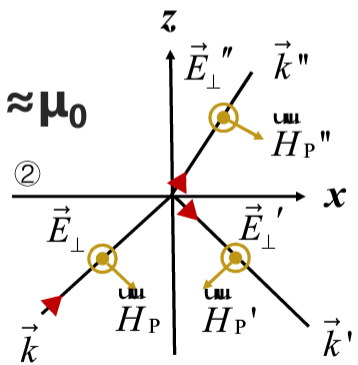 z
E⃗⊥″ k⃗"
≈μ₀
H_P"
②
x
E⃗⊥ E⃗⊥′
H_P H_P'
k⃗ k⃗'